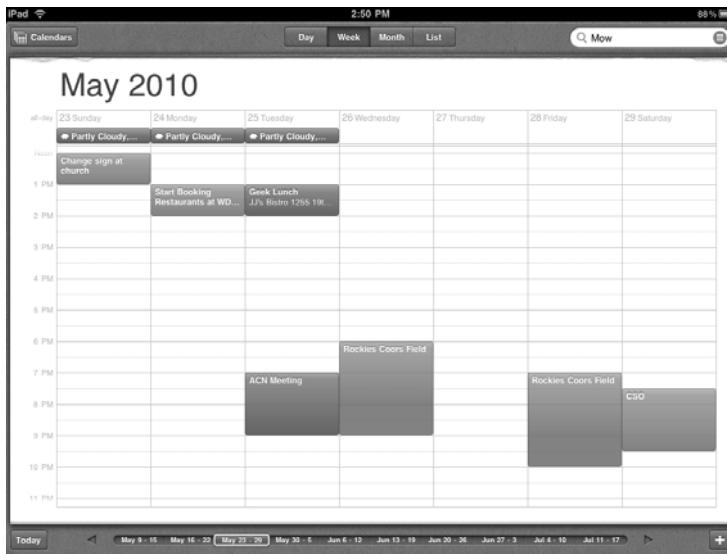 iPad 2:50 PM 88%
Calendars Day Week Month List Mow
May 2010
all-day 23 Sunday 24 Monday 25 Tuesday 26 Wednesday 27 Thursday 28 Friday 29 Saturday
Partly Cloudy,... Partly Cloudy,... Partly Cloudy,...
Noon
Change sign at
church
1 PM
Start Booking
Restaurants at WD...
Geek Lunch
JJ's Bistro 1255 19t...
2 PM
3 PM
4 PM
5 PM
6 PM
Rockies Coors Field
7 PM
ACN Meeting
Rockies Coors Field
CSO
8 PM
9 PM
10 PM
11 PM
Today May 9 - 15 May 16 - 22 May 23 - 29 May 30 - 5 Jun 6 - 12 Jun 13 - 19 Jun 20 - 26 Jun 27 - 3 Jul 4 - 10 Jul 11 - 17 +